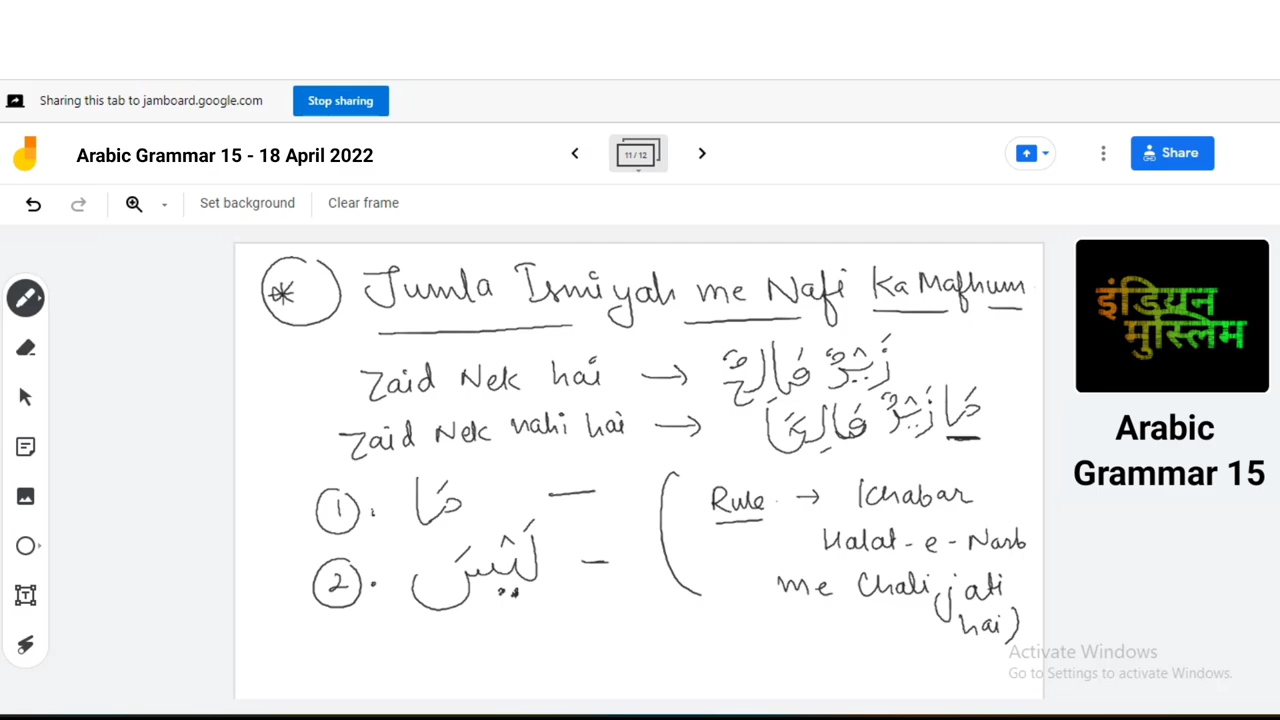 Sharing this tab to jamboard.google.com
Stop sharing
Arabic Grammar 15 - 18 April 2022
11 / 12
Share
Set background
Clear frame
* Jumla Ismiyah me Nafi Ka Mafhum
Zaid Nek hai → زَيْدٌ صَالِحٌ
Zaid Nek nahi hai → مَا زَيْدٌ صَالِحًا
1. مَا —
2. لَيْسَ —
( Rule → Khabar
Halat-e-Nasb
me Chali jati
hai)
इंडियन
मुस्लिम
Arabic
Grammar 15
Activate Windows
Go to Settings to activate Windows.